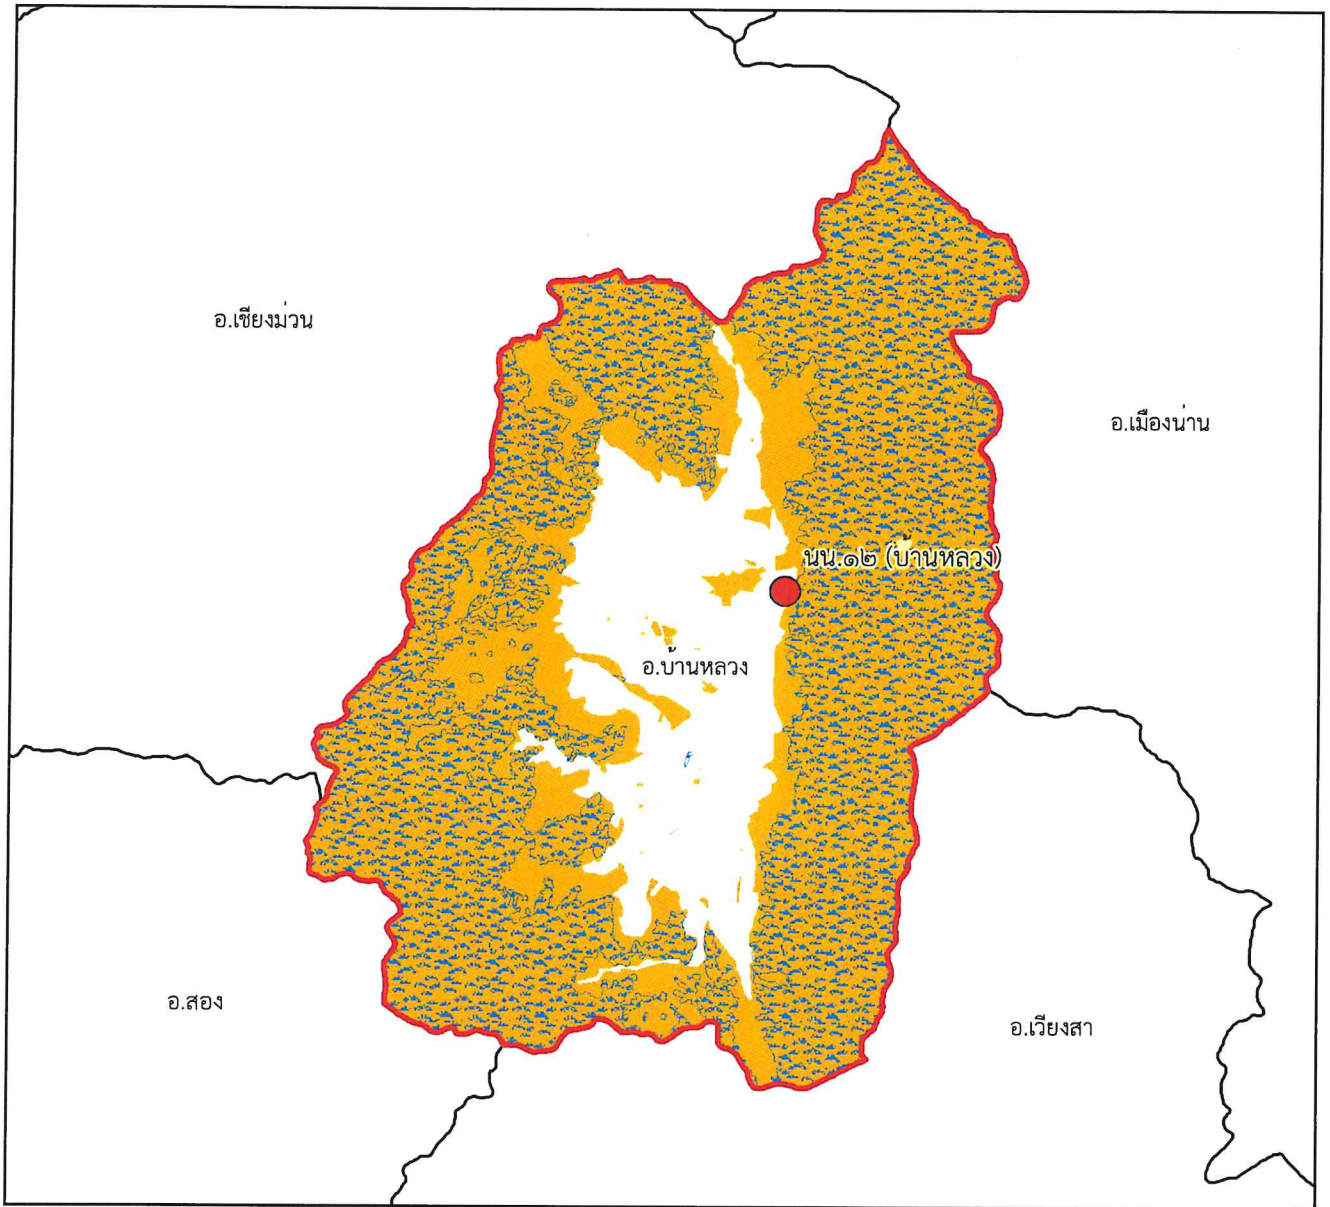 อ.เชียงม่วน
อ.เมืองน่าน
นน.๑๒ (บ้านหลวง)
อ.บ้านหลวง
อ.สอง
อ.เวียงสา